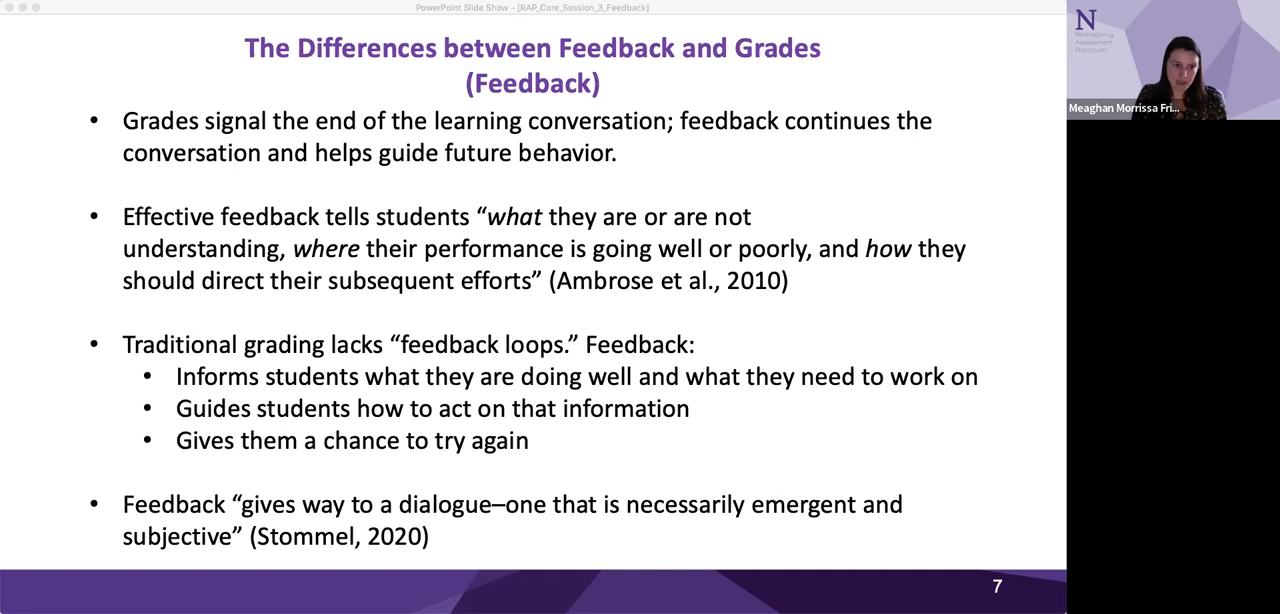 PowerPoint Slide Show - [RAP_Core_Session_3_Feedback]
The Differences between Feedback and Grades
(Feedback)
• Grades signal the end of the learning conversation; feedback continues the
conversation and helps guide future behavior.
• Effective feedback tells students “what they are or are not
understanding, where their performance is going well or poorly, and how they
should direct their subsequent efforts” (Ambrose et al., 2010)
• Traditional grading lacks “feedback loops.” Feedback:
• Informs students what they are doing well and what they need to work on
• Guides students how to act on that information
• Gives them a chance to try again
• Feedback “gives way to a dialogue–one that is necessarily emergent and
subjective” (Stommel, 2020)
7
N
Reimagining
Assessment
Practicum
Meaghan Morrissa Fri...